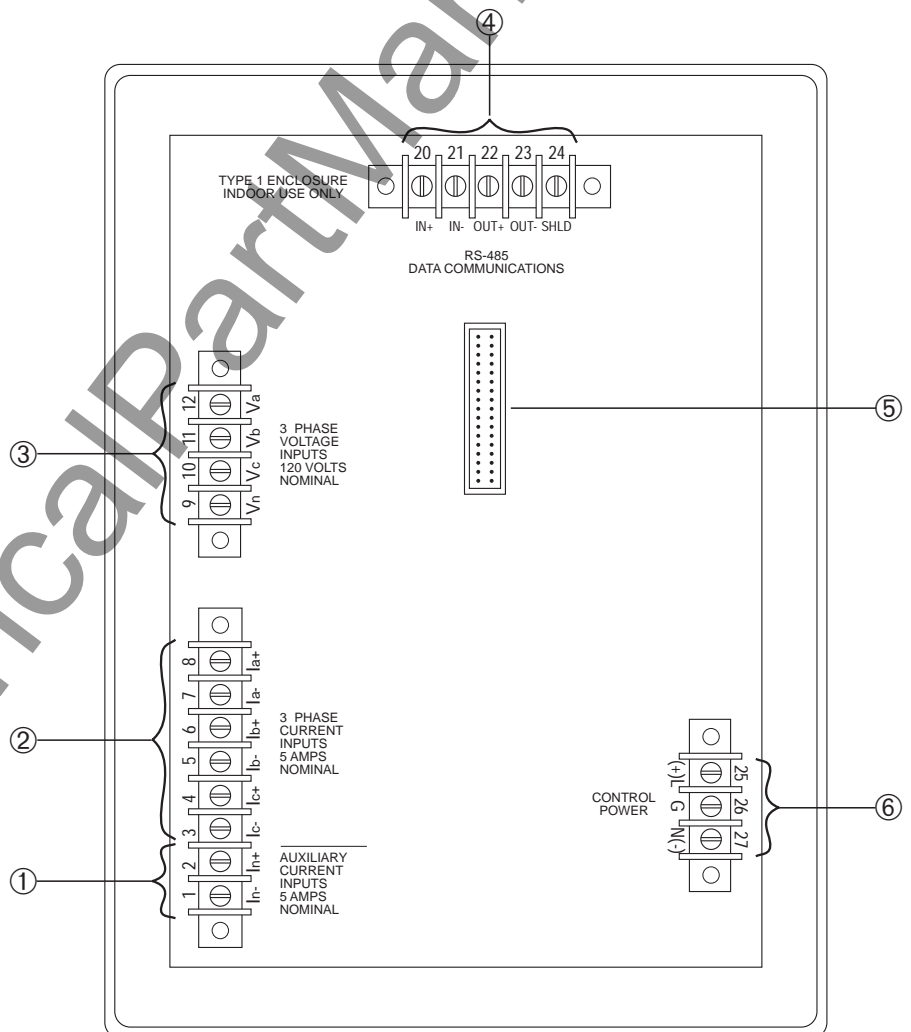 ④
20 21 22 23 24
TYPE 1 ENCLOSURE
INDOOR USE ONLY
IN+ IN- OUT+ OUT- SHLD
RS-485
DATA COMMUNICATIONS
⑤
③
12 Va
11 Vb
10 Vc
9 Vn
3 PHASE
VOLTAGE
INPUTS
120 VOLTS
NOMINAL
②
8 Ia+
7 Ia-
6 Ib+
5 Ib-
4 Ic+
3 Ic-
3 PHASE
CURRENT
INPUTS
5 AMPS
NOMINAL
①
2 In+
1 In-
AUXILIARY
CURRENT
INPUTS
5 AMPS
NOMINAL
CONTROL
POWER
(+)L 25
G 26
N(-) 27
⑥
icalPartMan